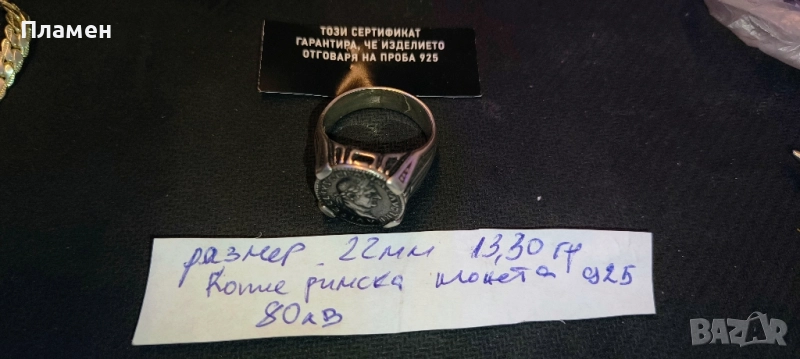 Пламен
ТОЗИ СЕРТИФИКАТ
ГАРАНТИРА, ЧЕ ИЗДЕЛИЕТО
ОТГОВАРЯ НА ПРОБА 925
размер - 22мм 13,30 гр
Копие римска монета 925
80лв
BAZAR